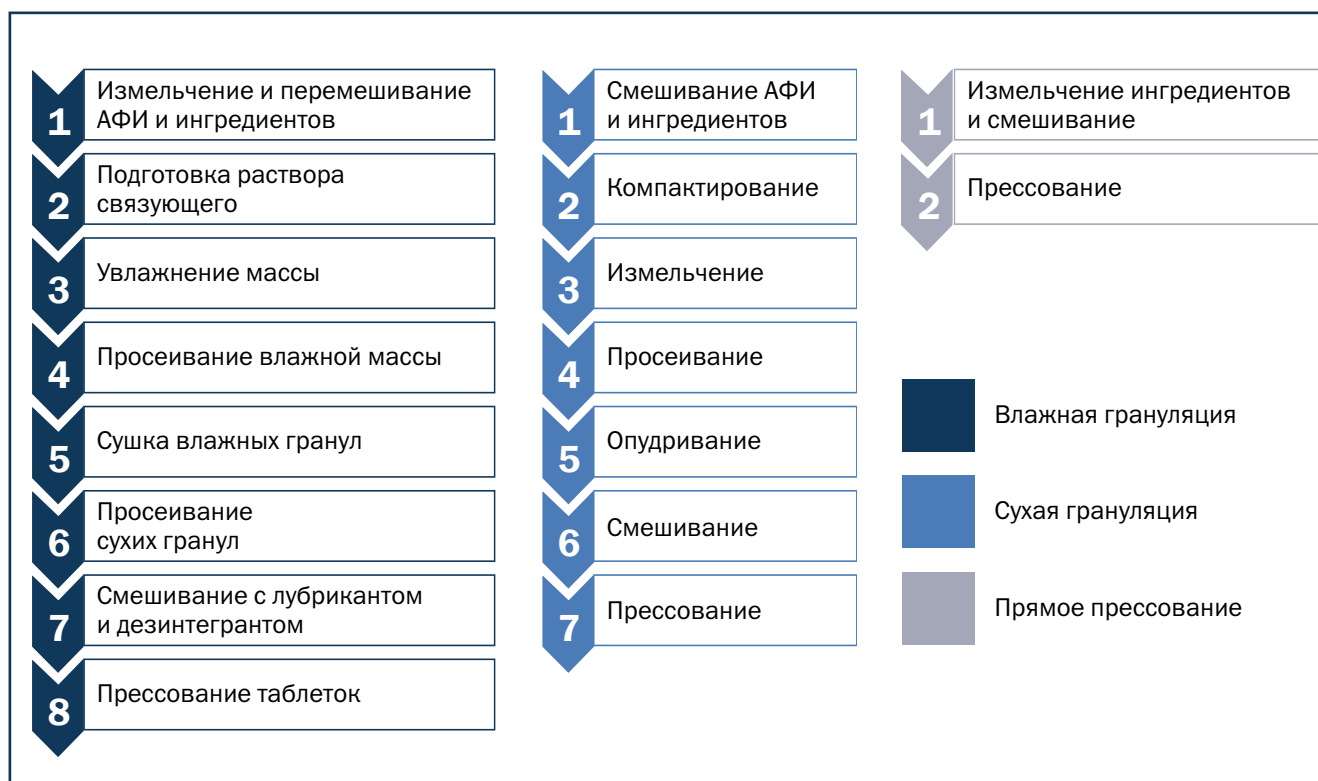 1
Измельчение и перемешивание
АФИ и ингредиентов
2
Подготовка раствора
связующего
3
Увлажнение массы
4
Просеивание влажной массы
5
Сушка влажных гранул
6
Просеивание
сухих гранул
7
Смешивание с лубрикантом
и дезинтегрантом
8
Прессование таблеток
1
Смешивание АФИ
и ингредиентов
2
Компактирование
3
Измельчение
4
Просеивание
5
Опудривание
6
Смешивание
7
Прессование
1
Измельчение ингредиентов
и смешивание
2
Прессование
Влажная грануляция
Сухая грануляция
Прямое прессование